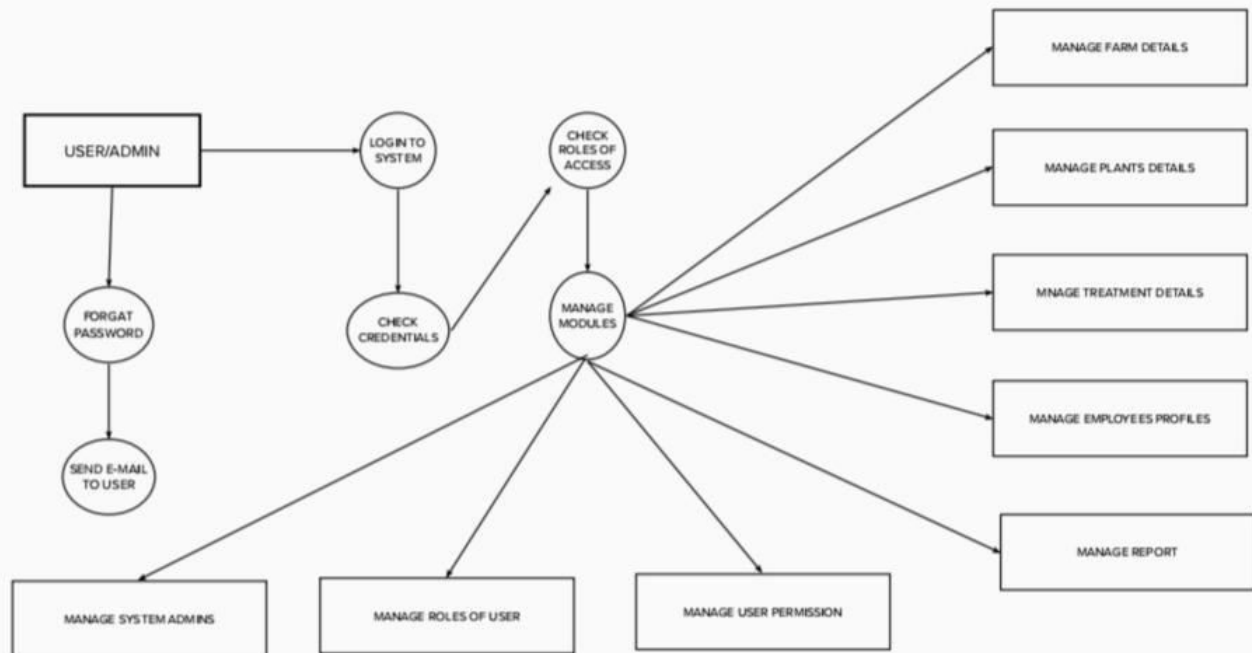 MANAGE FARM DETAILS
USER/ADMIN
LOGIN TO
SYSTEM
CHECK
ROLES OF
ACCESS
MANAGE PLANTS DETAILS
FORGAT
PASSWORD
CHECK
CREDENTIALS
MANAGE
MODULES
MNAGE TREATMENT DETAILS
MANAGE EMPLOYEES PROFILES
SEND E-MAIL
TO USER
MANAGE REPORT
MANAGE SYSTEM ADMINS
MANAGE ROLES OF USER
MANAGE USER PERMISSION